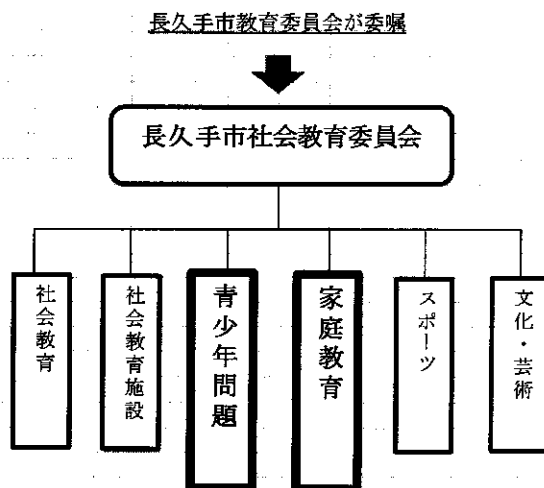 長久手市教育委員会が委嘱
長久手市社会教育委員会
社会教育
社会教育施設
青少年問題
家庭教育
スポーツ
文化・芸術